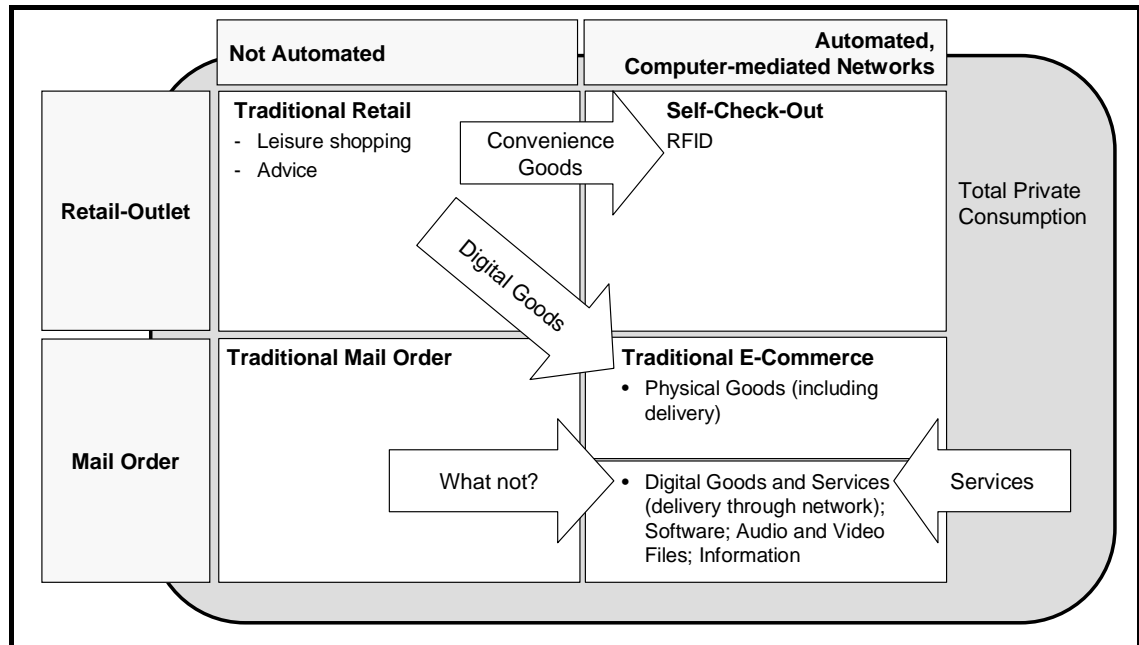 Not Automated
Automated,
Computer-mediated Networks
Retail-Outlet
Traditional Retail
- Leisure shopping
- Advice
Convenience
Goods
Self-Check-Out
RFID
Total Private
Consumption
Digital Goods
Mail Order
Traditional Mail Order
What not?
Traditional E-Commerce
• Physical Goods (including
delivery)
• Digital Goods and Services
(delivery through network);
Software; Audio and Video
Files; Information
Services